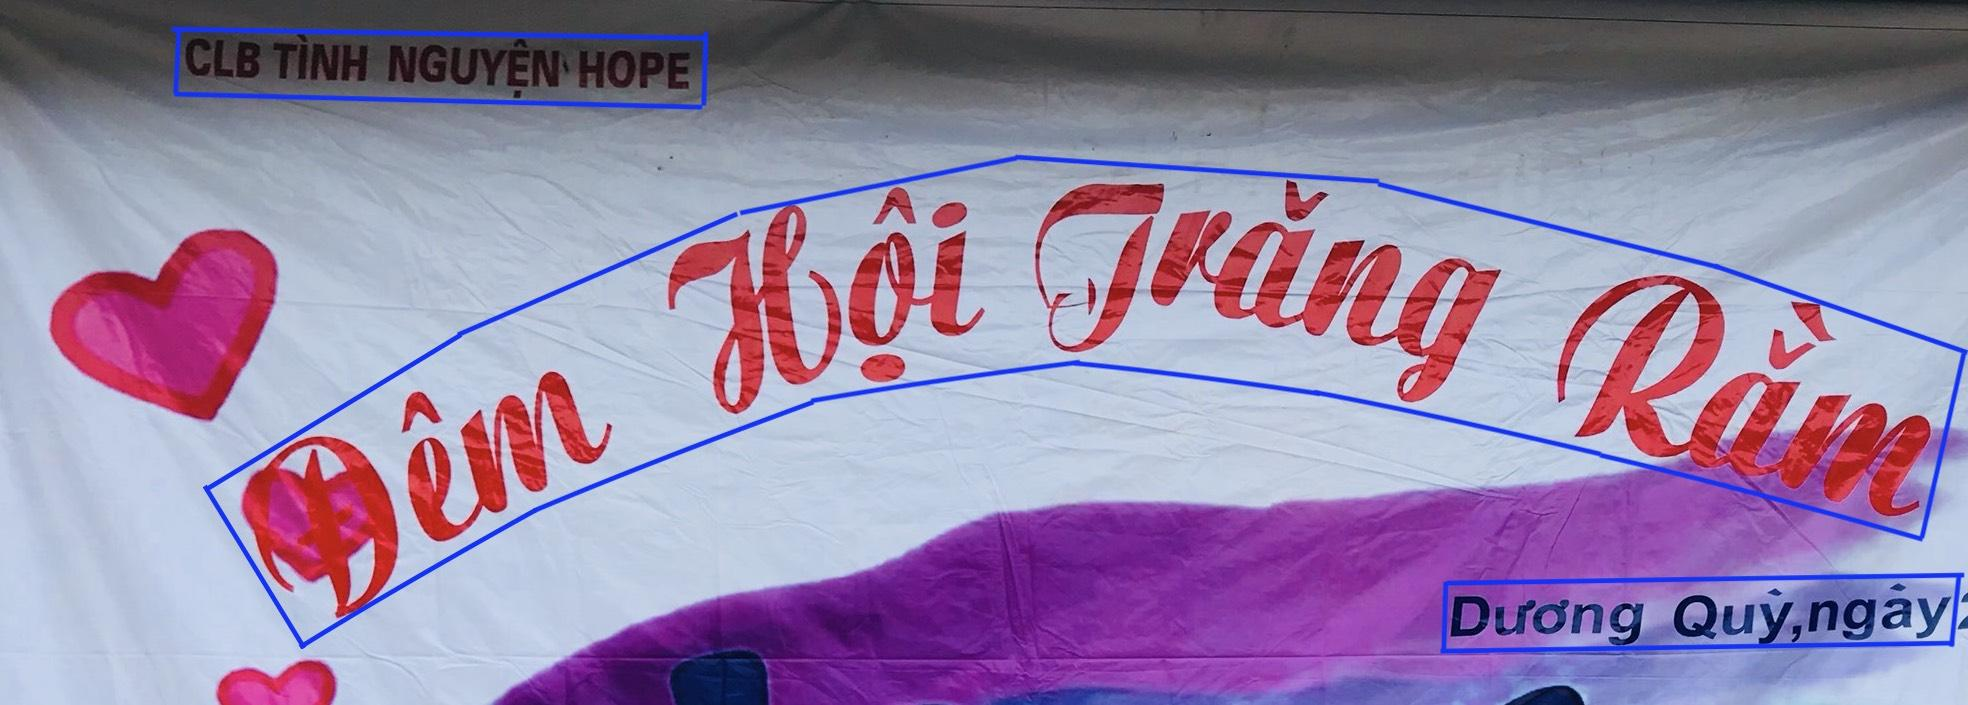 CLB TÌNH NGUYỆN HOPE
Đêm Hội Trăng Rằm
Dương Quỳ,ngày